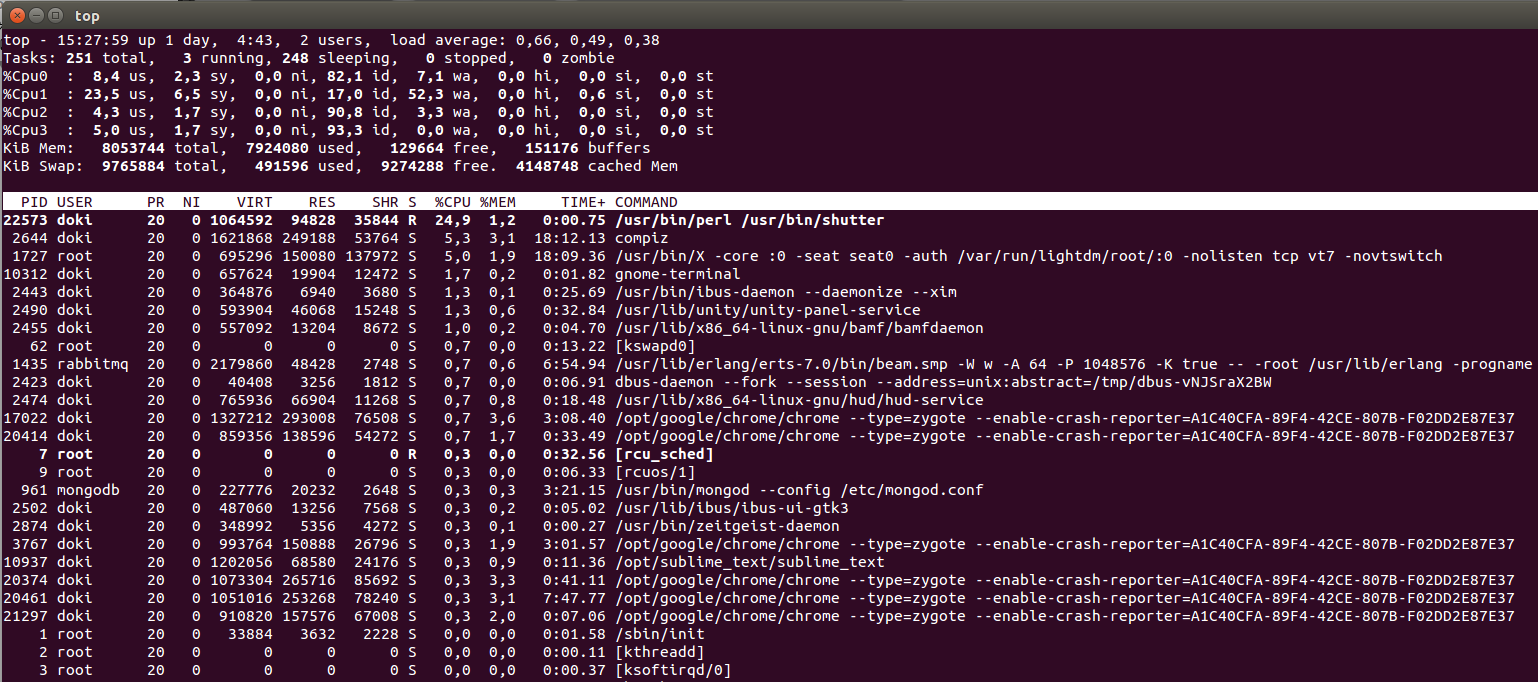 top
top - 15:27:59 up 1 day,  4:43,  2 users,  load average: 0,66, 0,49, 0,38
Tasks: 251 total,   3 running, 248 sleeping,   0 stopped,   0 zombie
%Cpu0  :  8,4 us,  2,3 sy,  0,0 ni, 82,1 id,  7,1 wa,  0,0 hi,  0,0 si,  0,0 st
%Cpu1  : 23,5 us,  6,5 sy,  0,0 ni, 17,0 id, 52,3 wa,  0,0 hi,  0,6 si,  0,0 st
%Cpu2  :  4,3 us,  1,7 sy,  0,0 ni, 90,8 id,  3,3 wa,  0,0 hi,  0,0 si,  0,0 st
%Cpu3  :  5,0 us,  1,7 sy,  0,0 ni, 93,3 id,  0,0 wa,  0,0 hi,  0,0 si,  0,0 st
KiB Mem:   8053744 total,  7924080 used,   129664 free,   151176 buffers
KiB Swap:  9765884 total,   491596 used,  9274288 free.  4148748 cached Mem
PID USER      PR  NI    VIRT    RES    SHR S  %CPU %MEM     TIME+ COMMAND
22573 doki      20   0 1064592  94828  35844 R  24,9  1,2   0:00.75 /usr/bin/perl /usr/bin/shutter
2644 doki      20   0 1621868 249188  53764 S   5,3  3,1  18:12.13 compiz
1727 root      20   0  695296 150080 137972 S   5,0  1,9  18:09.36 /usr/bin/X -core :0 -seat seat0 -auth /var/run/lightdm/root/:0 -nolisten tcp vt7 -novtswitch
10312 doki      20   0  657624  19904  12472 S   1,7  0,2   0:01.82 gnome-terminal
2443 doki      20   0  364876   6940   3680 S   1,3  0,1   0:25.69 /usr/bin/ibus-daemon --daemonize --xim
2490 doki      20   0  593904  46068  15248 S   1,3  0,6   0:32.84 /usr/lib/unity/unity-panel-service
2455 doki      20   0  557092  13204   8672 S   1,0  0,2   0:04.70 /usr/lib/x86_64-linux-gnu/bamf/bamfdaemon
62 root      20   0       0      0      0 S   0,7  0,0   0:13.22 [kswapd0]
1435 rabbitmq  20   0 2179860  48428   2748 S   0,7  0,6   6:54.94 /usr/lib/erlang/erts-7.0/bin/beam.smp -W w -A 64 -P 1048576 -K true -- -root /usr/lib/erlang -progname
2423 doki      20   0   40408   3256   1812 S   0,7  0,0   0:06.91 dbus-daemon --fork --session --address=unix:abstract=/tmp/dbus-vNJSraX2BW
2474 doki      20   0  765936  66904  11268 S   0,7  0,8   0:18.48 /usr/lib/x86_64-linux-gnu/hud/hud-service
17022 doki      20   0 1327212 293008  76508 S   0,7  3,6   3:08.40 /opt/google/chrome/chrome --type=zygote --enable-crash-reporter=A1C40CFA-89F4-42CE-807B-F02DD2E87E37
20414 doki      20   0  859356 138596  54272 S   0,7  1,7   0:33.49 /opt/google/chrome/chrome --type=zygote --enable-crash-reporter=A1C40CFA-89F4-42CE-807B-F02DD2E87E37
7 root      20   0       0      0      0 R   0,3  0,0   0:32.56 [rcu_sched]
9 root      20   0       0      0      0 S   0,3  0,0   0:06.33 [rcuos/1]
961 mongodb   20   0  227776  20232   2648 S   0,3  0,3   3:21.15 /usr/bin/mongod --config /etc/mongod.conf
2502 doki      20   0  487060  13256   7568 S   0,3  0,2   0:05.02 /usr/lib/ibus/ibus-ui-gtk3
2874 doki      20   0  348992   5356   4272 S   0,3  0,1   0:00.27 /usr/bin/zeitgeist-daemon
3767 doki      20   0  993764 150888  26796 S   0,3  1,9   3:01.57 /opt/google/chrome/chrome --type=zygote --enable-crash-reporter=A1C40CFA-89F4-42CE-807B-F02DD2E87E37
10937 doki      20   0 1202056  68580  24176 S   0,3  0,9   0:11.36 /opt/sublime_text/sublime_text
20374 doki      20   0 1073304 265716  85692 S   0,3  3,3   0:41.11 /opt/google/chrome/chrome --type=zygote --enable-crash-reporter=A1C40CFA-89F4-42CE-807B-F02DD2E87E37
20461 doki      20   0 1051016 253268  78240 S   0,3  3,1   7:47.77 /opt/google/chrome/chrome --type=zygote --enable-crash-reporter=A1C40CFA-89F4-42CE-807B-F02DD2E87E37
21297 doki      20   0  910820 157576  67008 S   0,3  2,0   0:07.06 /opt/google/chrome/chrome --type=zygote --enable-crash-reporter=A1C40CFA-89F4-42CE-807B-F02DD2E87E37
1 root      20   0   33884   3632   2228 S   0,0  0,0   0:01.58 /sbin/init
2 root      20   0       0      0      0 S   0,0  0,0   0:00.11 [kthreadd]
3 root      20   0       0      0      0 S   0,0  0,0   0:00.37 [ksoftirqd/0]